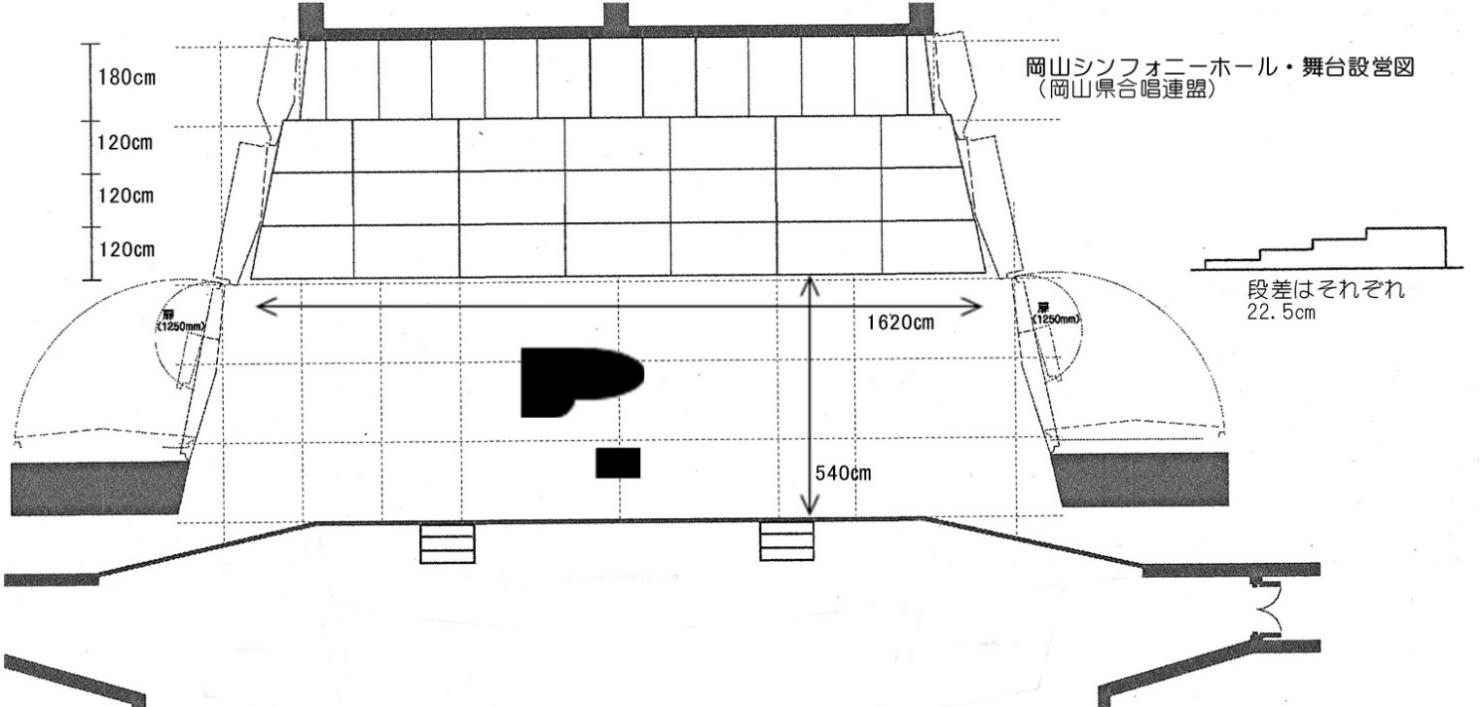 岡山シンフォニーホール・舞台設営図
（岡山県合唱連盟）
180cm
120cm
120cm
120cm
扉
(1250mm)
1620cm
扉
(1250mm)
540cm
段差はそれぞれ
22.5cm